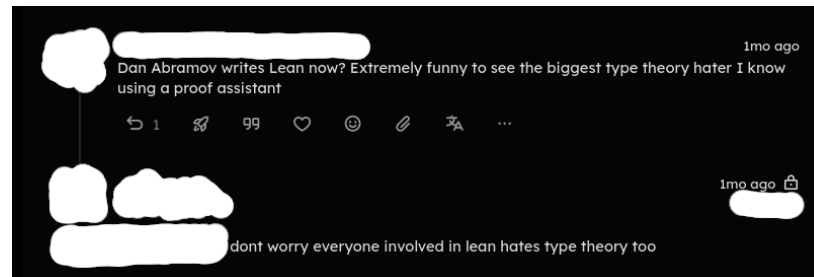 1mo ago
Dan Abramov writes Lean now? Extremely funny to see the biggest type theory hater I know
using a proof assistant
1
1mo ago
dont worry everyone involved in lean hates type theory too